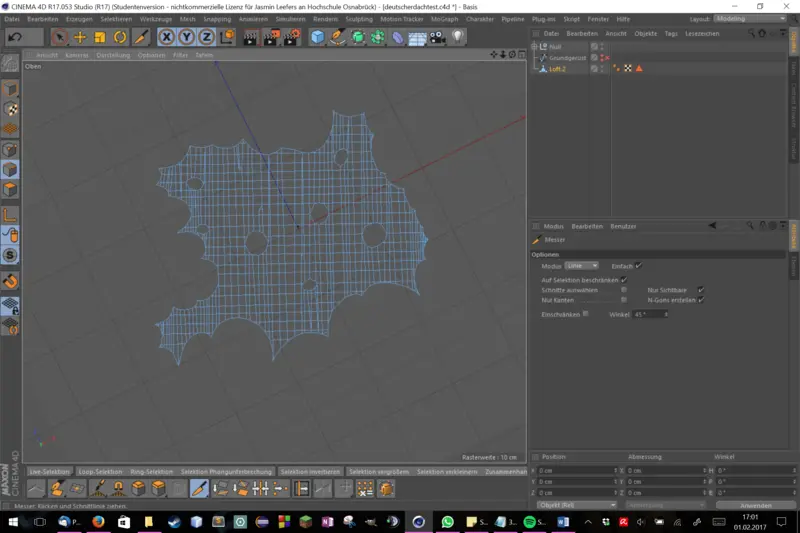 CINEMA 4D R17.053 Studio (R17) (Studentenversion - nichtkommerzielle Lizenz für Jasmin Leefers an Hochschule Osnabrück) - [deutscherdachtest.c4d *] - Basis
Datei Bearbeiten Erzeugen Selektieren Werkzeuge Mesh Snapping Animieren Simulieren Rendern Sculpting Motion-Tracker MoGraph Charakter Pipeline Plug-ins Skript Fenster Hilfe Layout: Modeling
X Y Z
Ansicht Kameras Darstellung Ostbasten Filter Tafeln
Oben
Datei Bearbeiten Ansicht Objekte Tags Lesezeichen
Null
Grundgerüst
Loft.2
Modus Bearbeiten Benutzer
Messer
Optionen
Modus Linie Einfach
Auf Selektion beschränken
Schnitte auswählen Nur Sichtbare
Nur Kanten N-Gons erstellen
Einschränken Winkel 45 °
Rasterweite : 10 cm
Live-Selektion Loop-Selektion Ring-Selektion Selektion Phongunterbrechung Selektion invertieren Selektion vergrößern Selektion verkleinern Zusammenhän
Position Abmessung Winkel
X 0 cm X 0 cm H 0 °
Y 0 cm Y 0 cm P 0 °
Z 0 cm Z 0 cm B 0 °
Objekt (Rel) Abmessung Anwenden
MAXON CINEMA 4D
Messer: Klicken und Schnittlinie ziehen.
17:01
01.02.2017